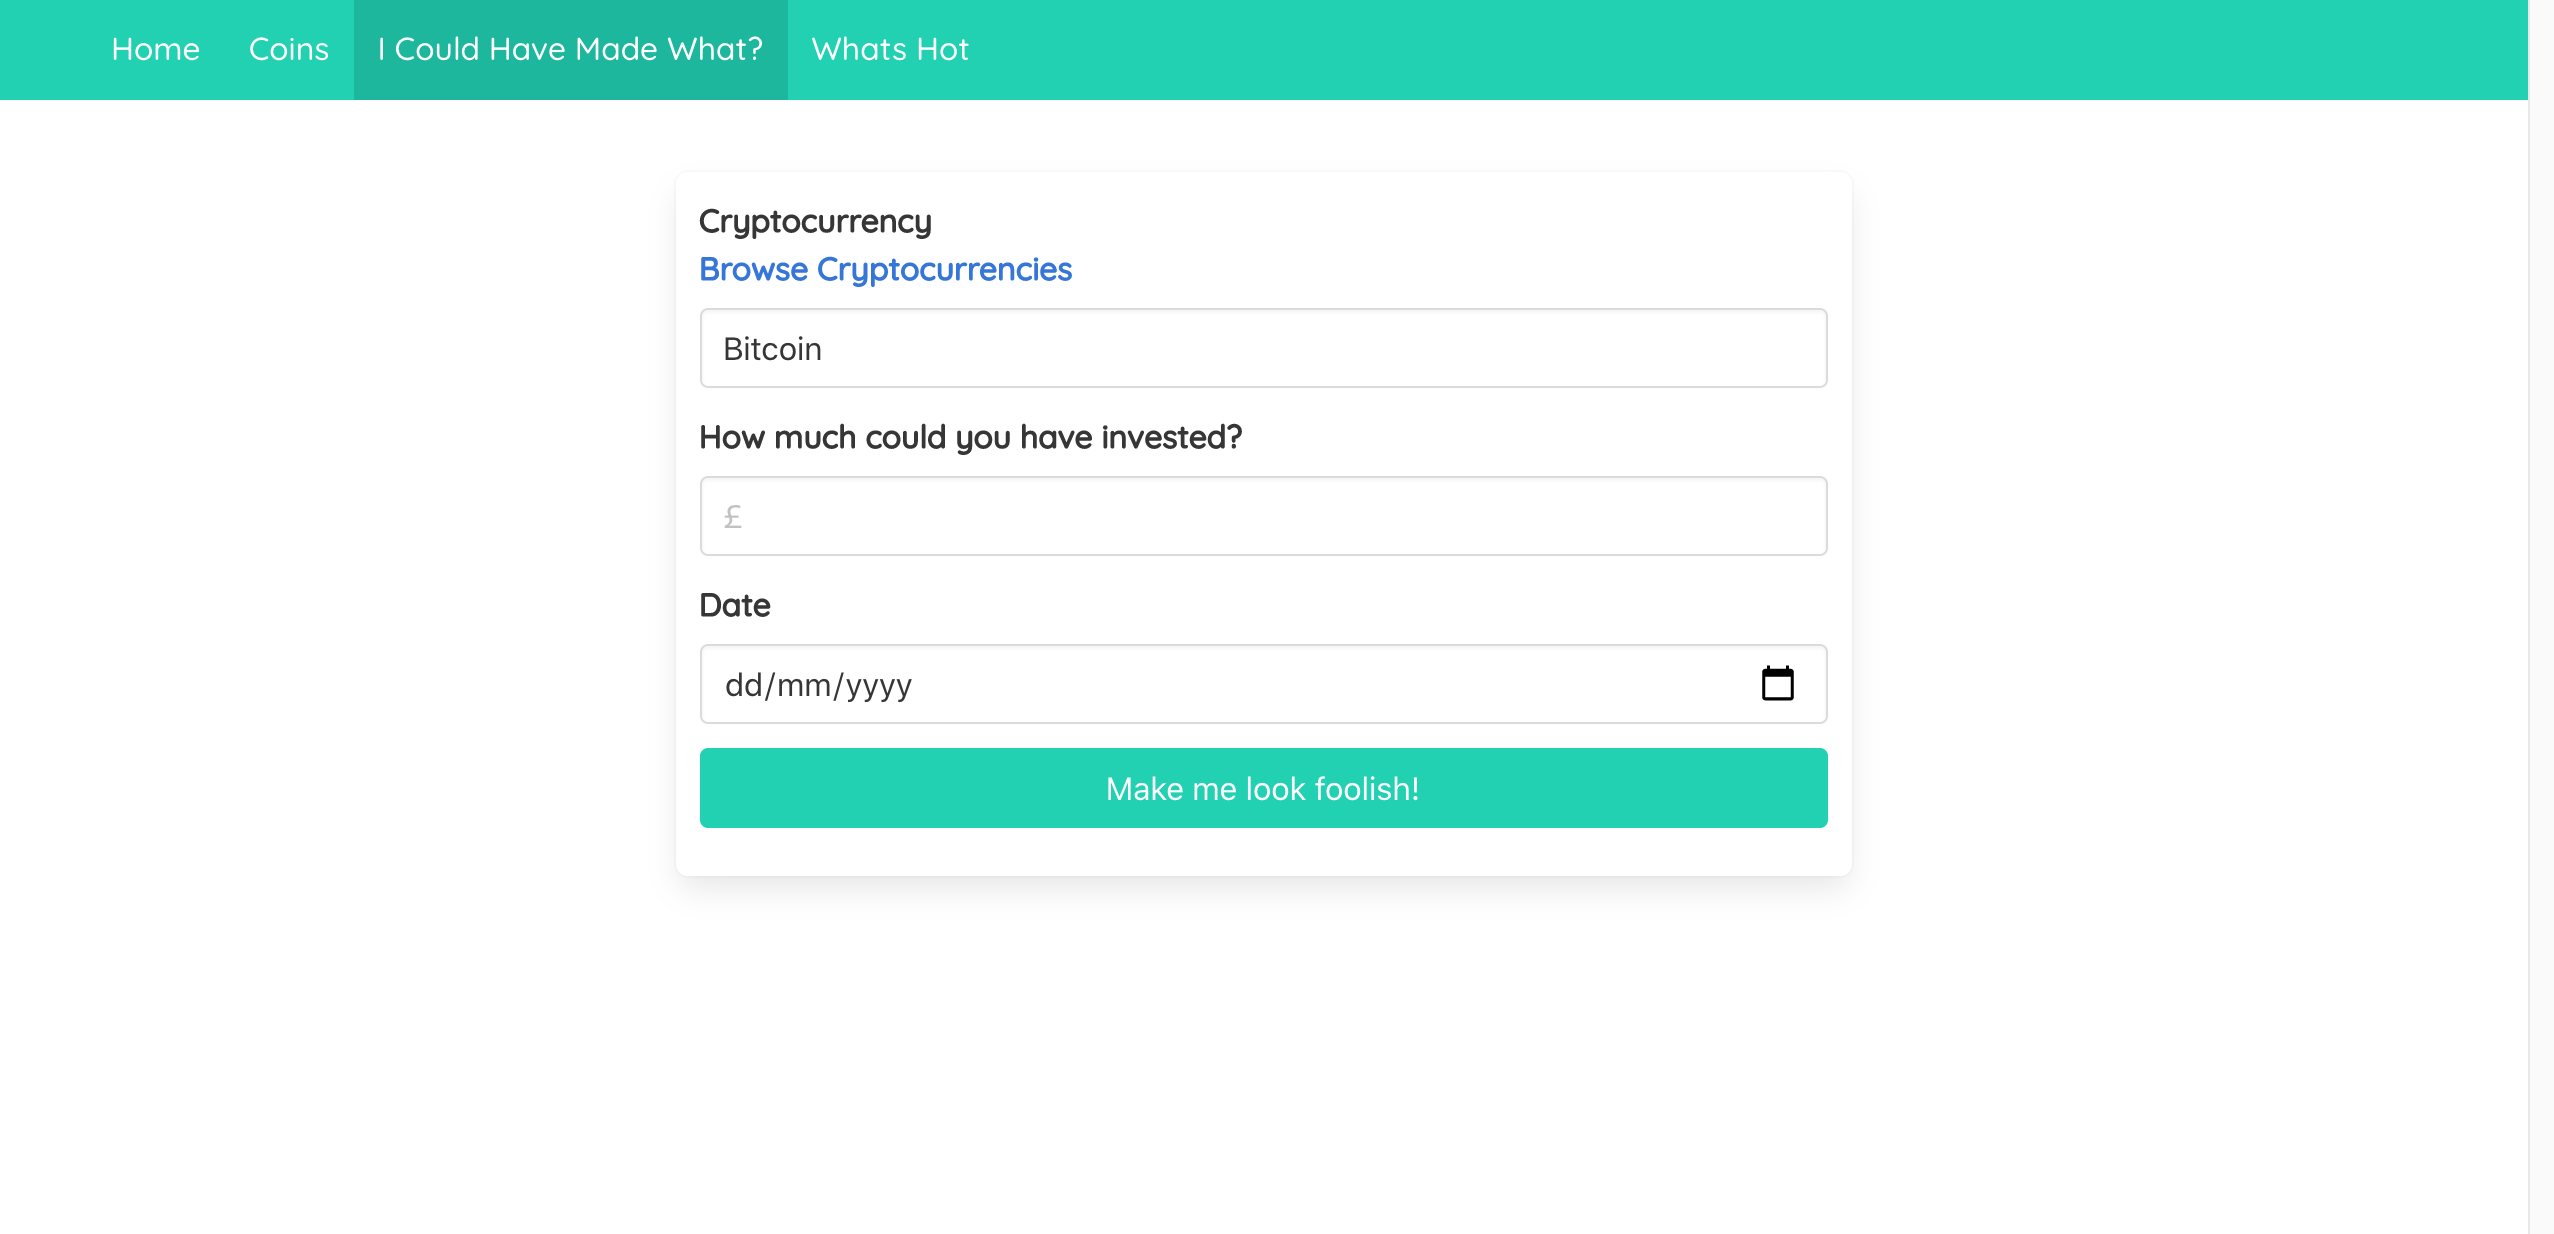 Home Coins I Could Have Made What? Whats Hot
Cryptocurrency
Browse Cryptocurrencies
Bitcoin
How much could you have invested?
£
Date
dd/mm/yyyy
Make me look foolish!